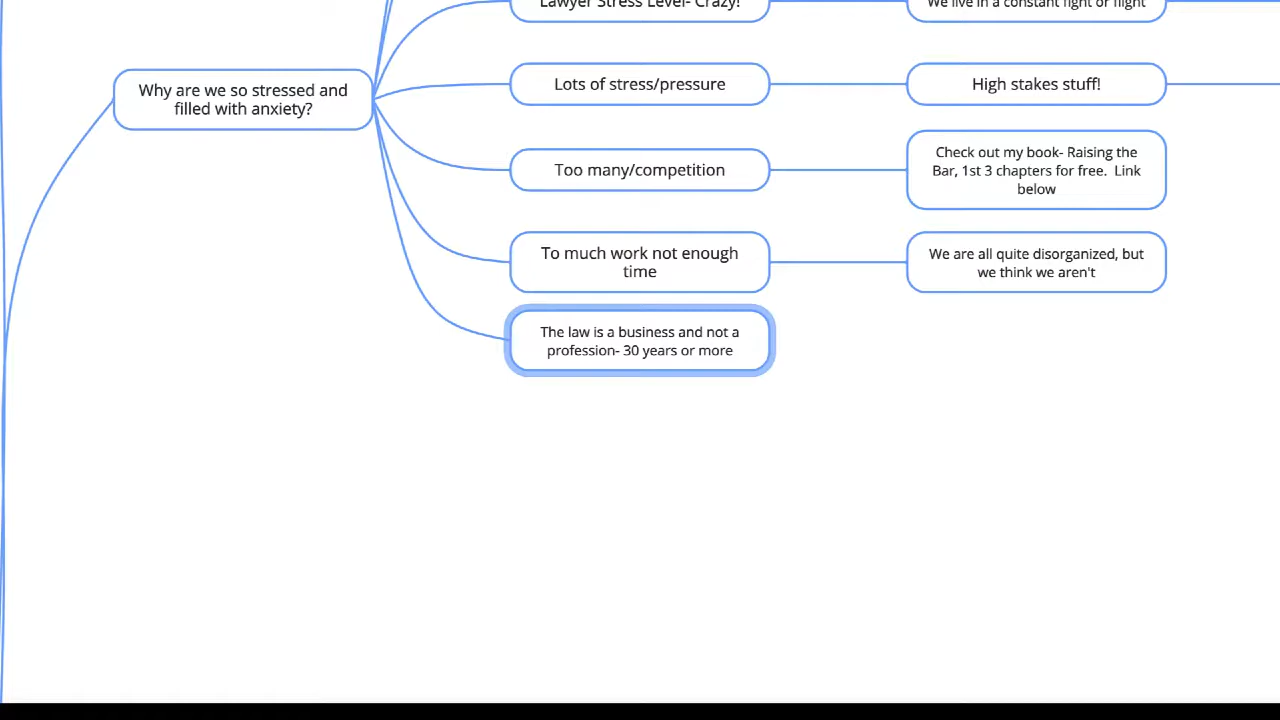 Lawyer Stress Level- Crazy!
We live in a constant fight or flight
Why are we so stressed and
filled with anxiety?
Lots of stress/pressure
High stakes stuff!
Too many/competition
Check out my book- Raising the
Bar, 1st 3 chapters for free. Link
below
To much work not enough
time
We are all quite disorganized, but
we think we aren't
The law is a business and not a
profession- 30 years or more